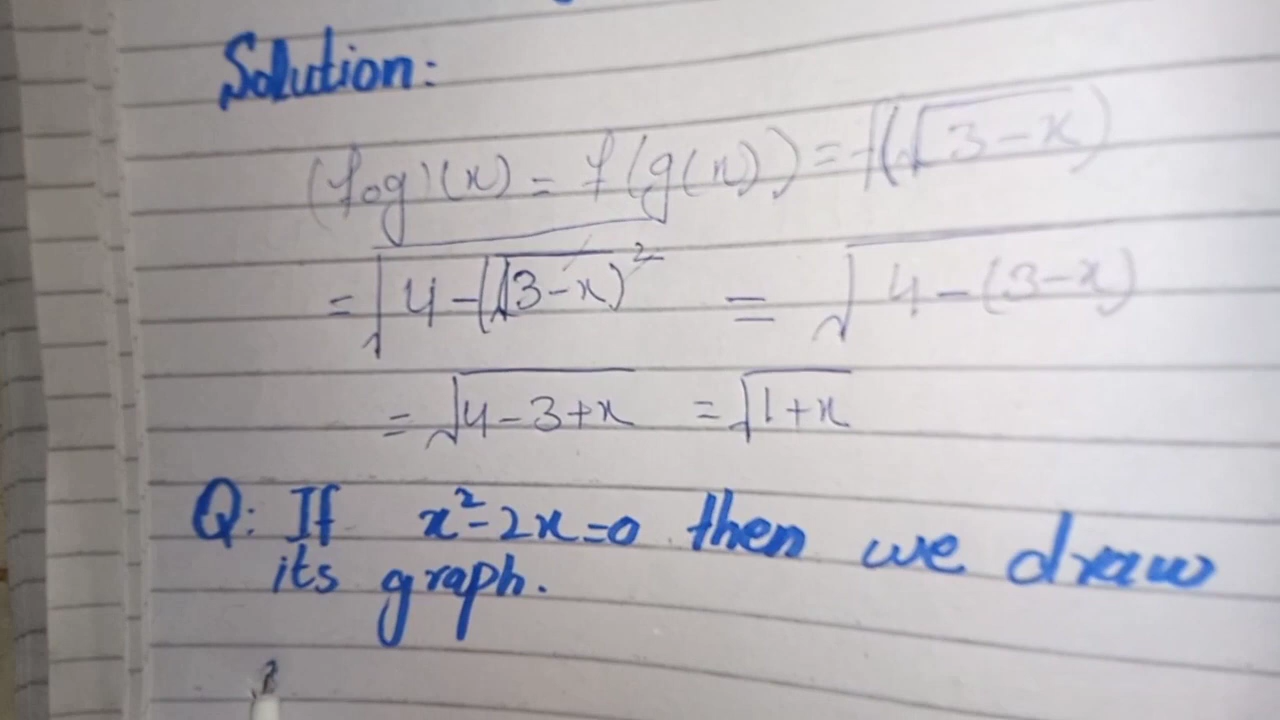 Solution:
(fog)(x) = f(g(x)) = f(√(3-x))
= √(4-(√(3-x))²) = √(4-(3-x))
= √(4-3+x) = √(1+x)
Q: If x²-2x=0 then we draw
its graph.